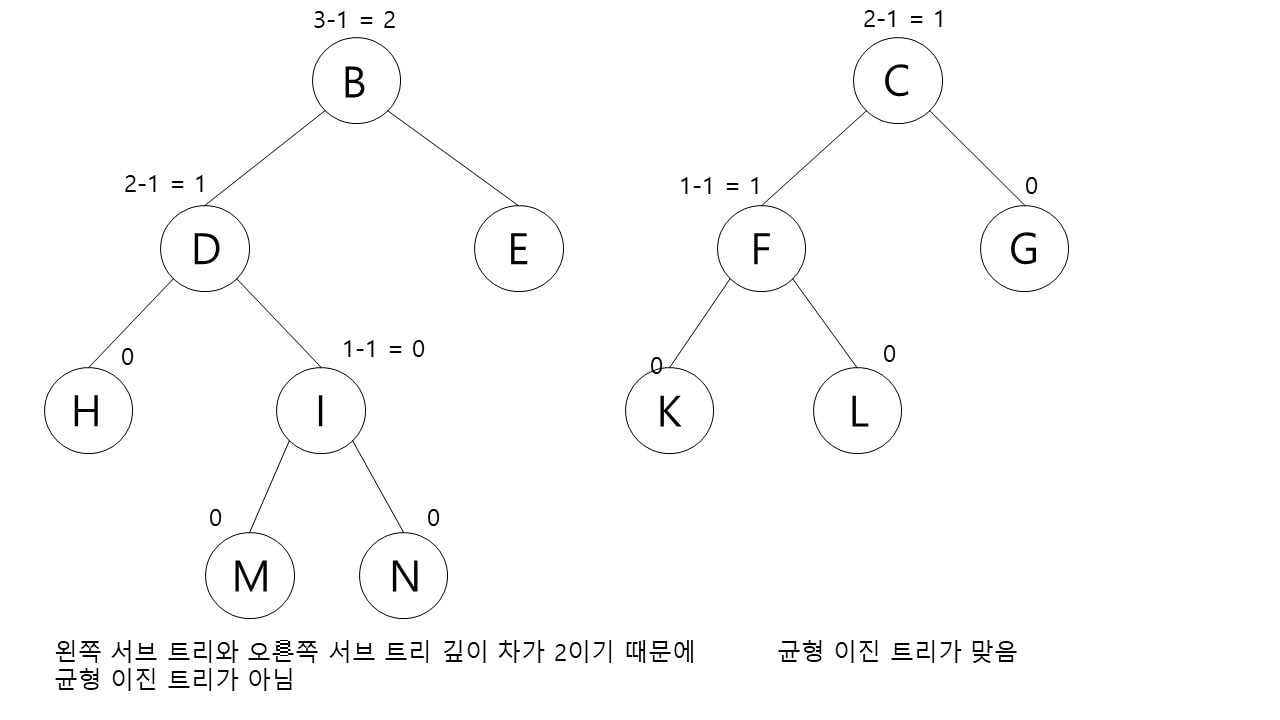 3-1 = 2
2-1 = 1
B
C
2-1 = 1
1-1 = 1
0
D
E
F
G
0
1-1 = 0
0
0
H
I
K
L
0
0
M
N
왼쪽 서브 트리와 오른쪽 서브 트리 깊이 차가 2이기 때문에
균형 이진 트리가 아님
균형 이진 트리가 맞음